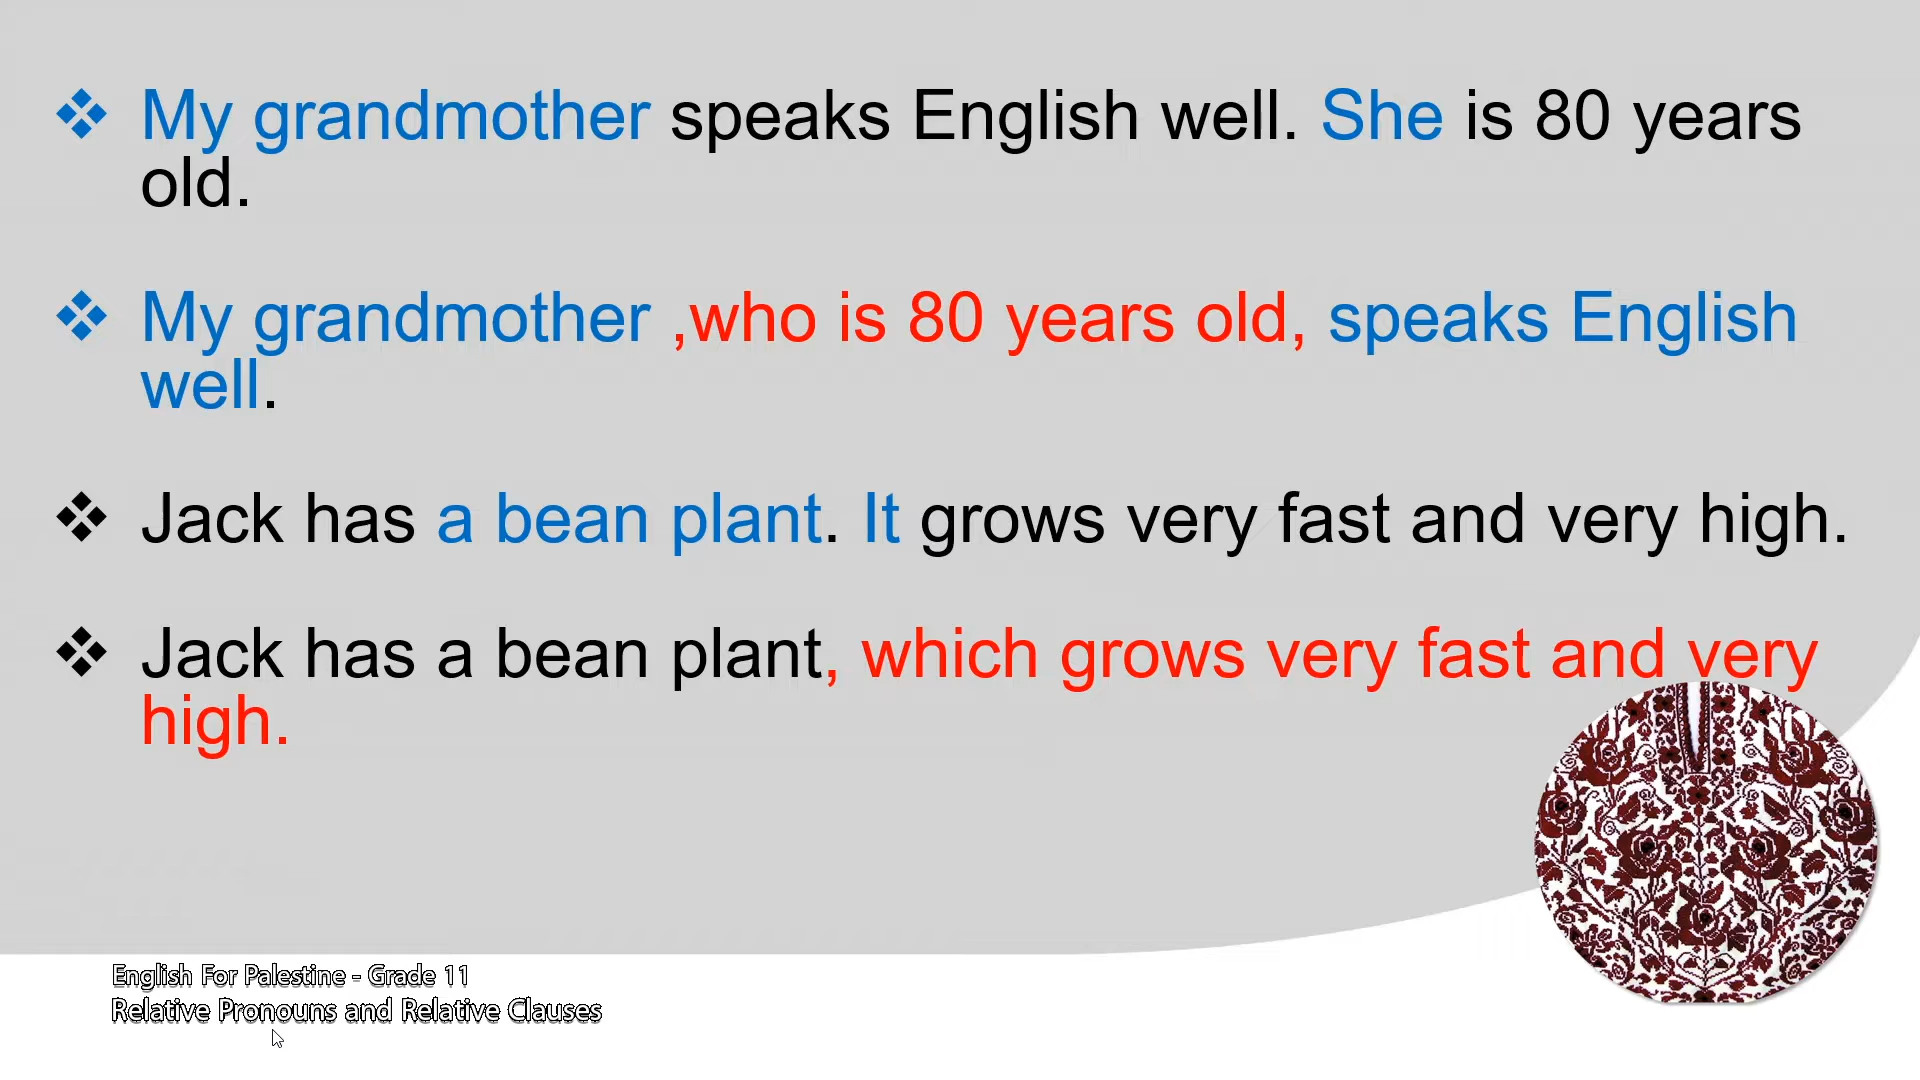 ❖ My grandmother speaks English well. She is 80 years
old.
❖ My grandmother ,who is 80 years old, speaks English
well.
❖ Jack has a bean plant. It grows very fast and very high.
❖ Jack has a bean plant, which grows very fast and very
high.
English For Palestine - Grade 11
Relative Pronouns and Relative Clauses